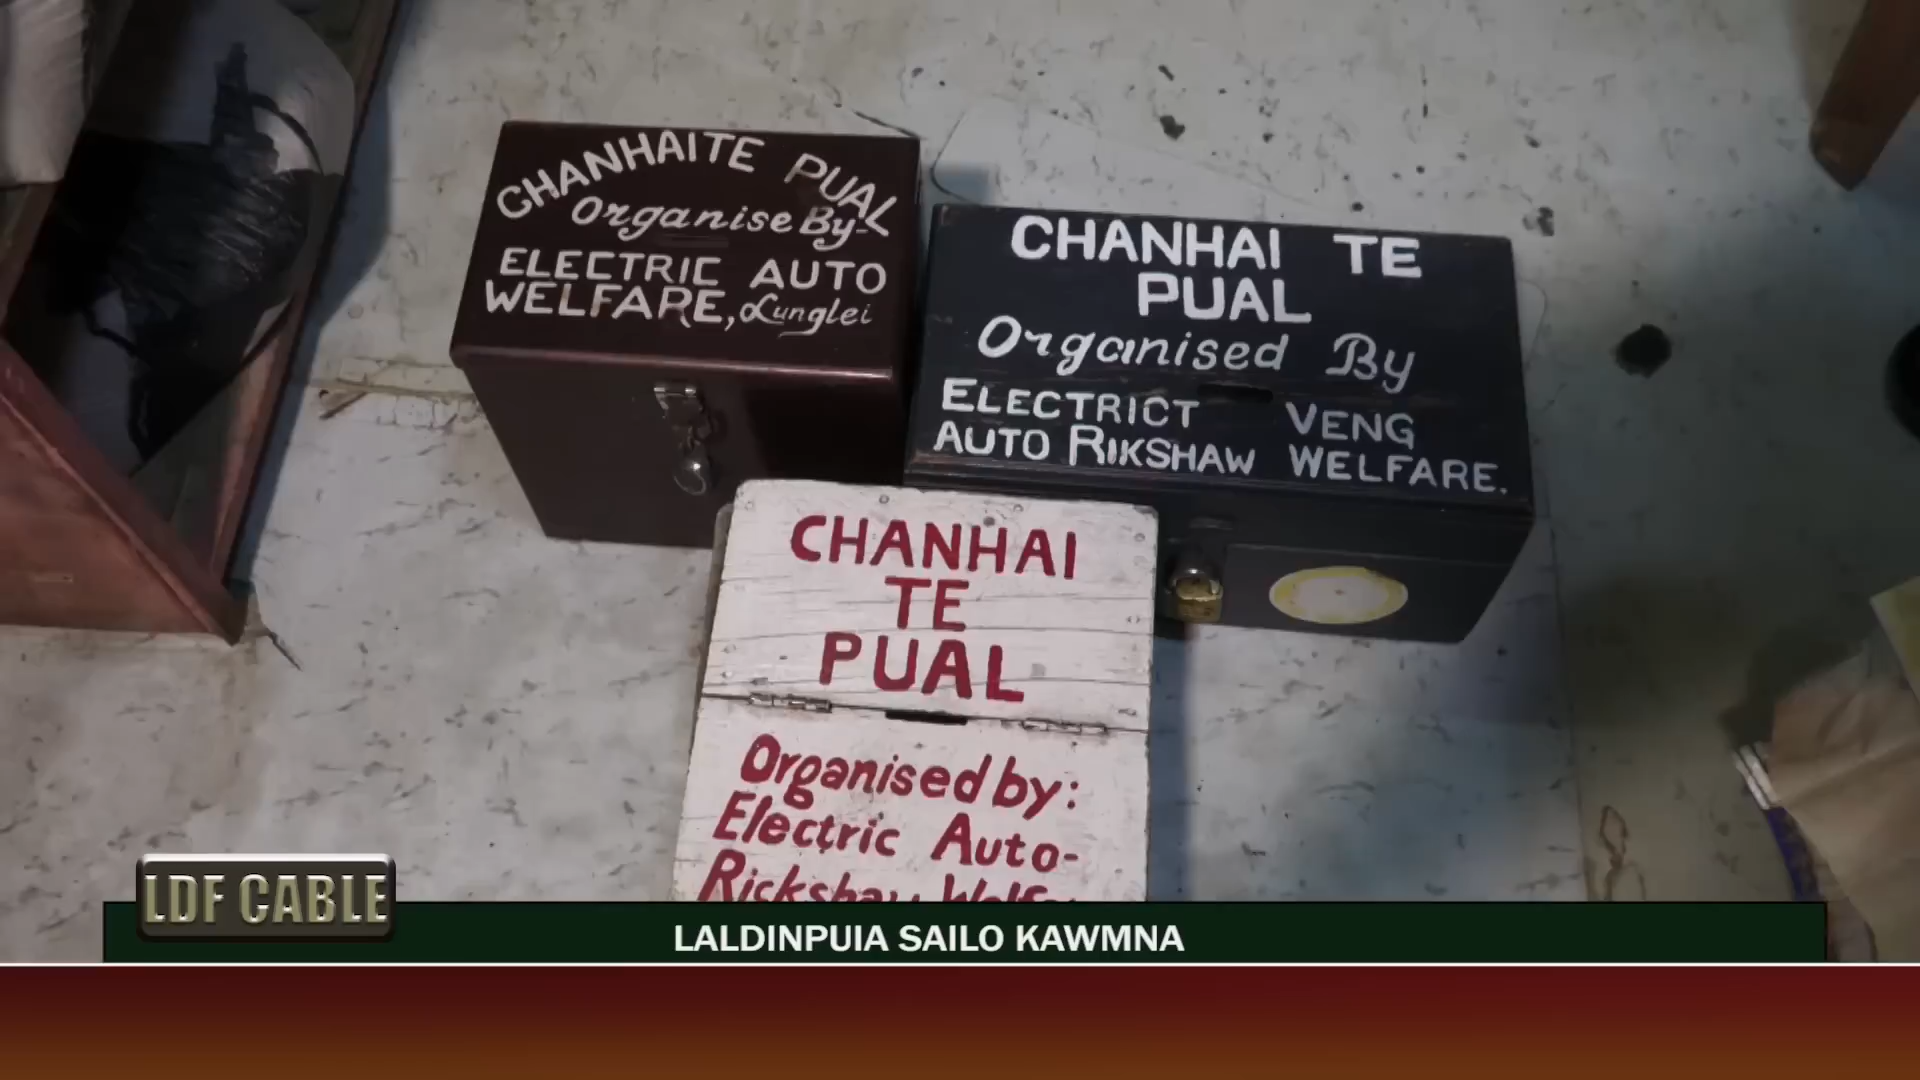 CHANHAITE PUAL
Organise By-
ELECTRIC AUTO
WELFARE, Lunglei
CHANHAI TE
PUAL
Organised By
ELECTRICT VENG
AUTO RIKSHAW WELFARE.
CHANHAI
TE
PUAL
Organised by:
Electric Auto-
Rickshaw
LDF CABLE
LALDINPUIA SAILO KAWMNA